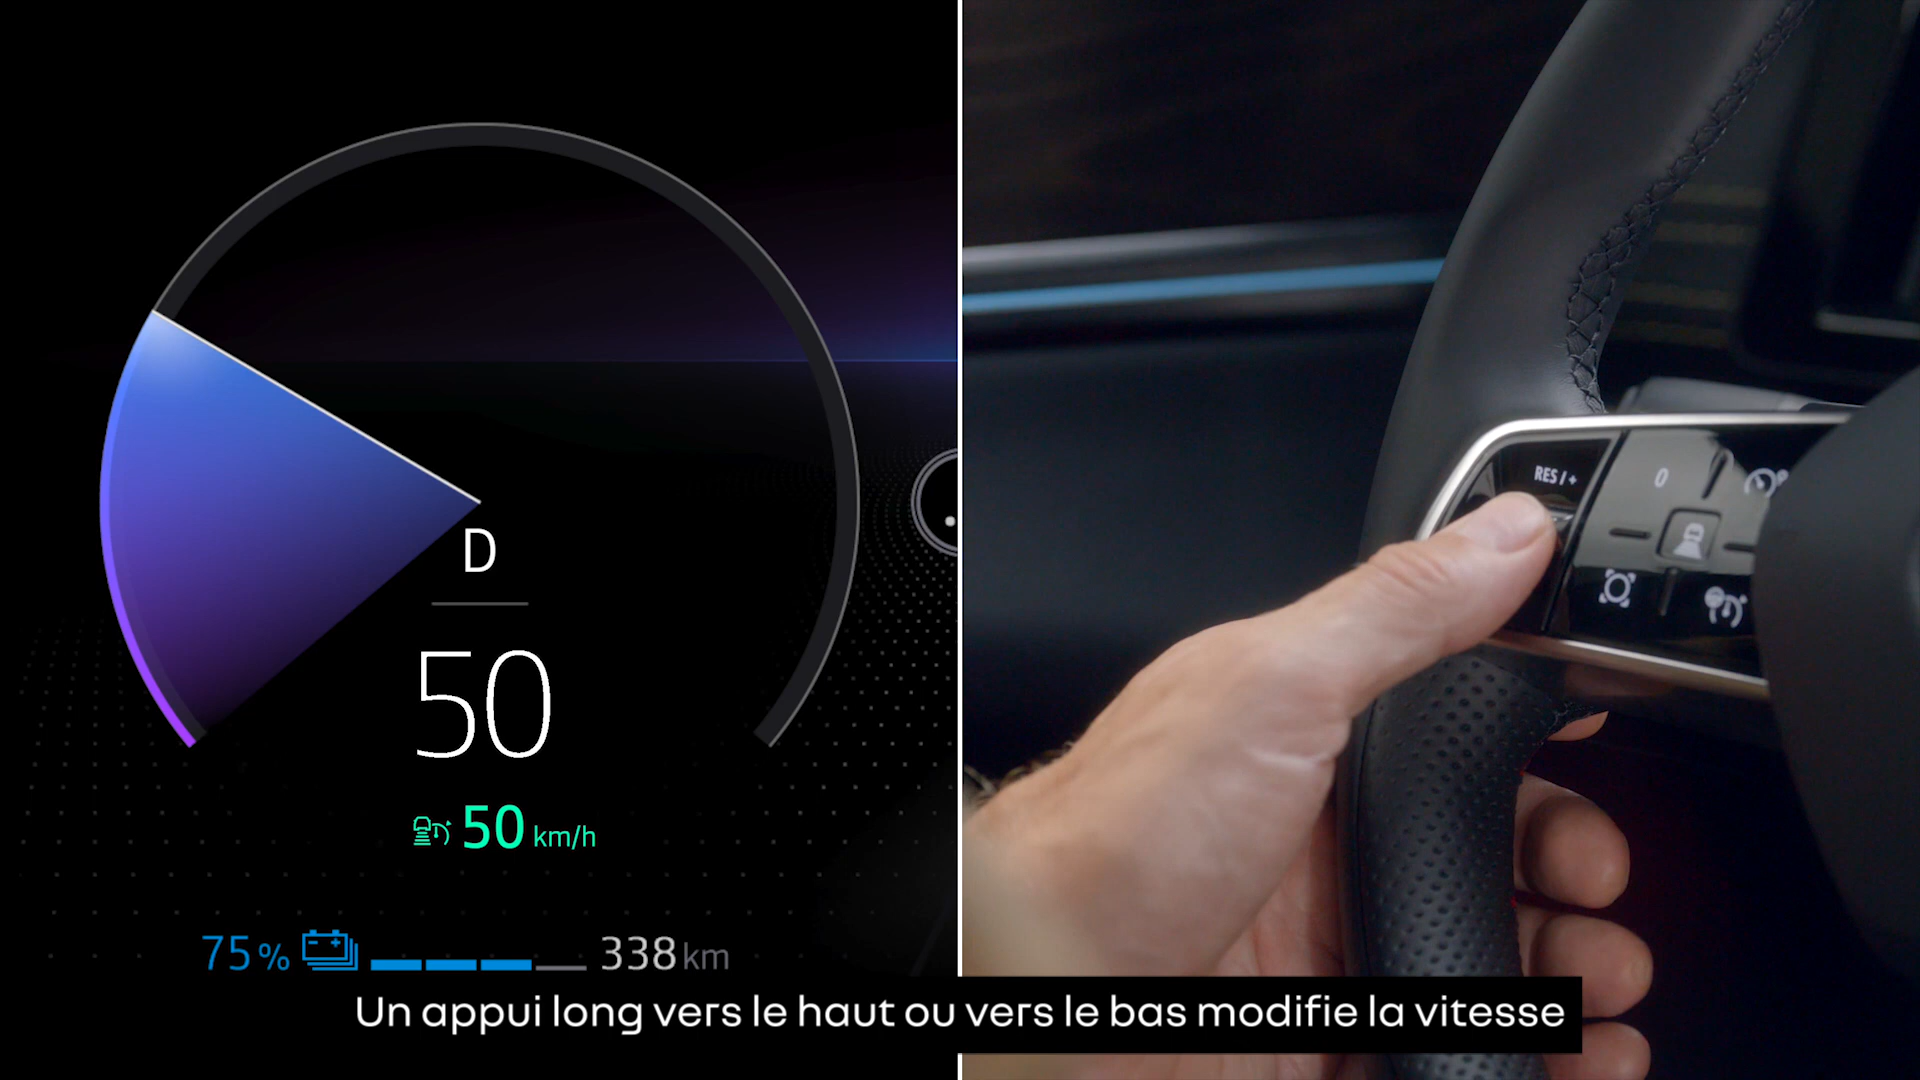 D
50
50 km/h
75 % 338 km
RES / +
0
Un appui long vers le haut ou vers le bas modifie la vitesse